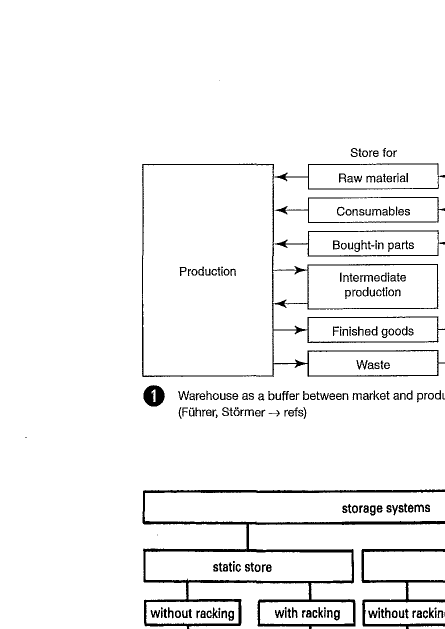 Store for
Raw material
Consumables
Bought-in parts
Production
Intermediate
production
Finished goods
Waste
1 Warehouse as a buffer between market and produ
(Führer, Störmer → refs)
storage systems
static store
without racking with racking without racking